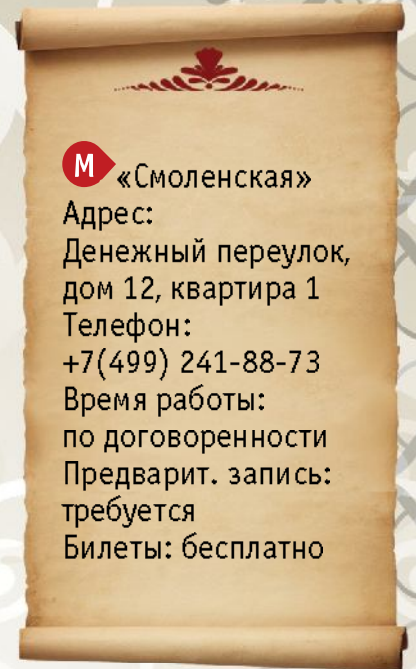 М «Смоленская»
Адрес:
Денежный переулок,
дом 12, квартира 1
Телефон:
+7(499) 241-88-73
Время работы:
по договоренности
Предварит. запись:
требуется
Билеты: бесплатно